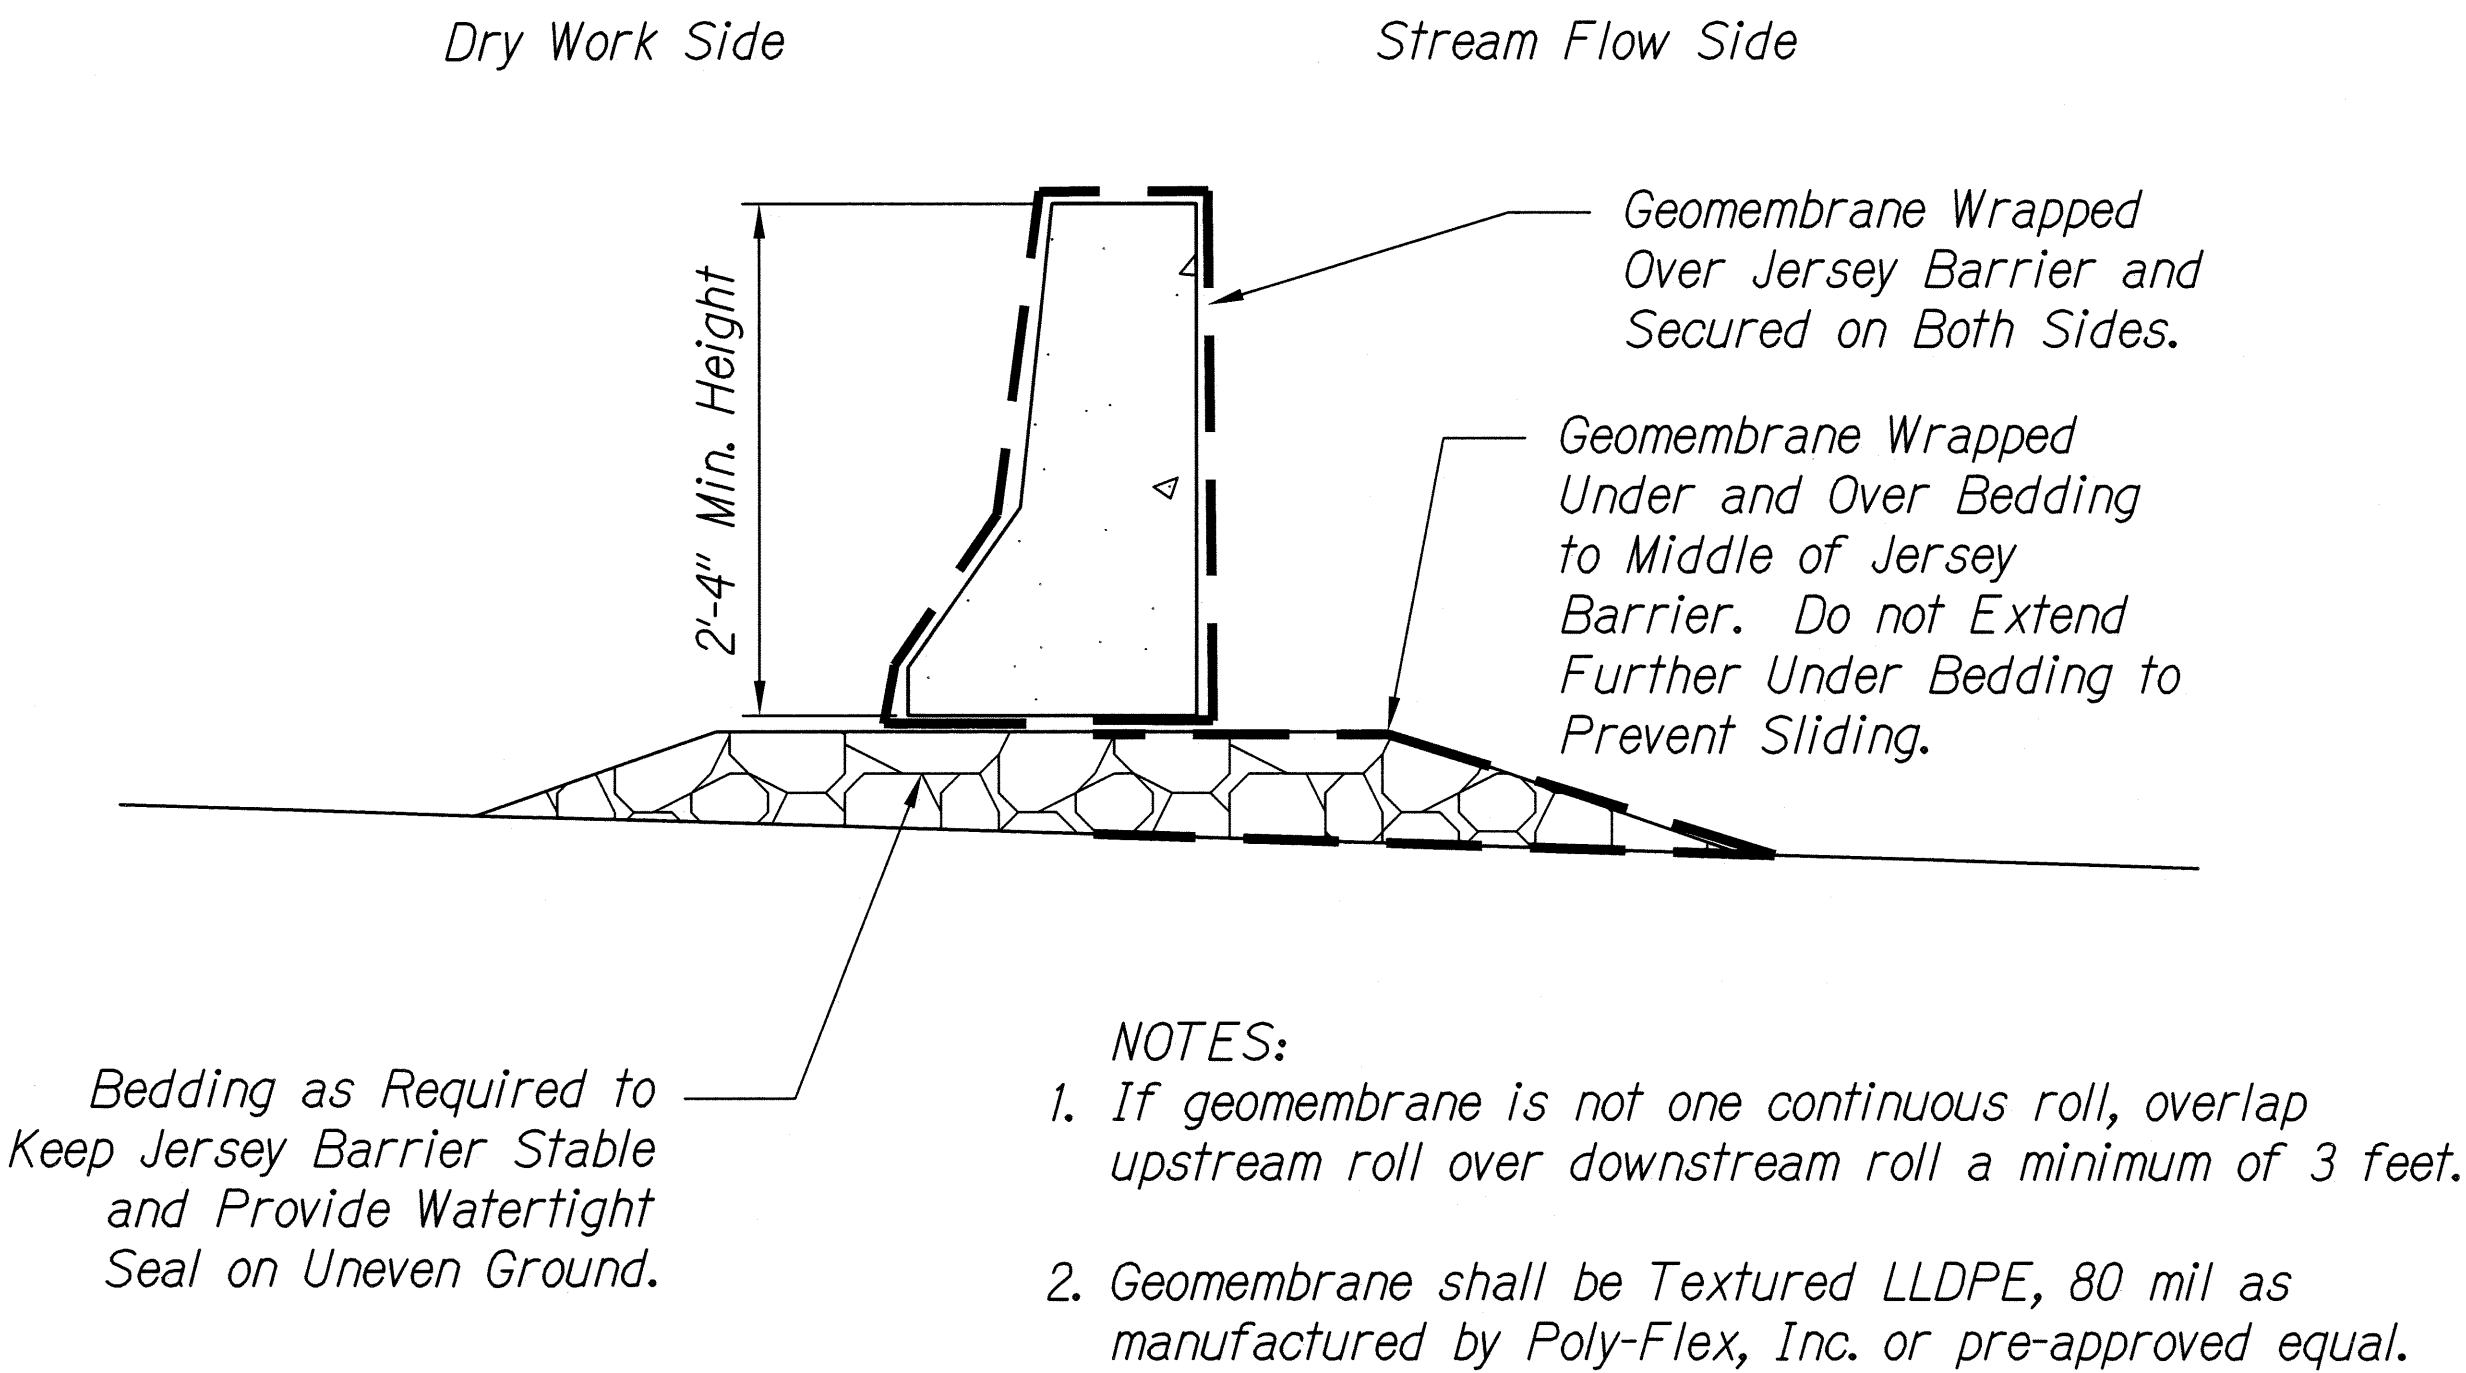 Dry Work Side
Stream Flow Side
2'-4" Min. Height
Geomembrane Wrapped
Over Jersey Barrier and
Secured on Both Sides.
Geomembrane Wrapped
Under and Over Bedding
to Middle of Jersey
Barrier. Do not Extend
Further Under Bedding to
Prevent Sliding.
Bedding as Required to
Keep Jersey Barrier Stable
and Provide Watertight
Seal on Uneven Ground.
NOTES:
1. If geomembrane is not one continuous roll, overlap
upstream roll over downstream roll a minimum of 3 feet.
2. Geomembrane shall be Textured LLDPE, 80 mil as
manufactured by Poly-Flex, Inc. or pre-approved equal.